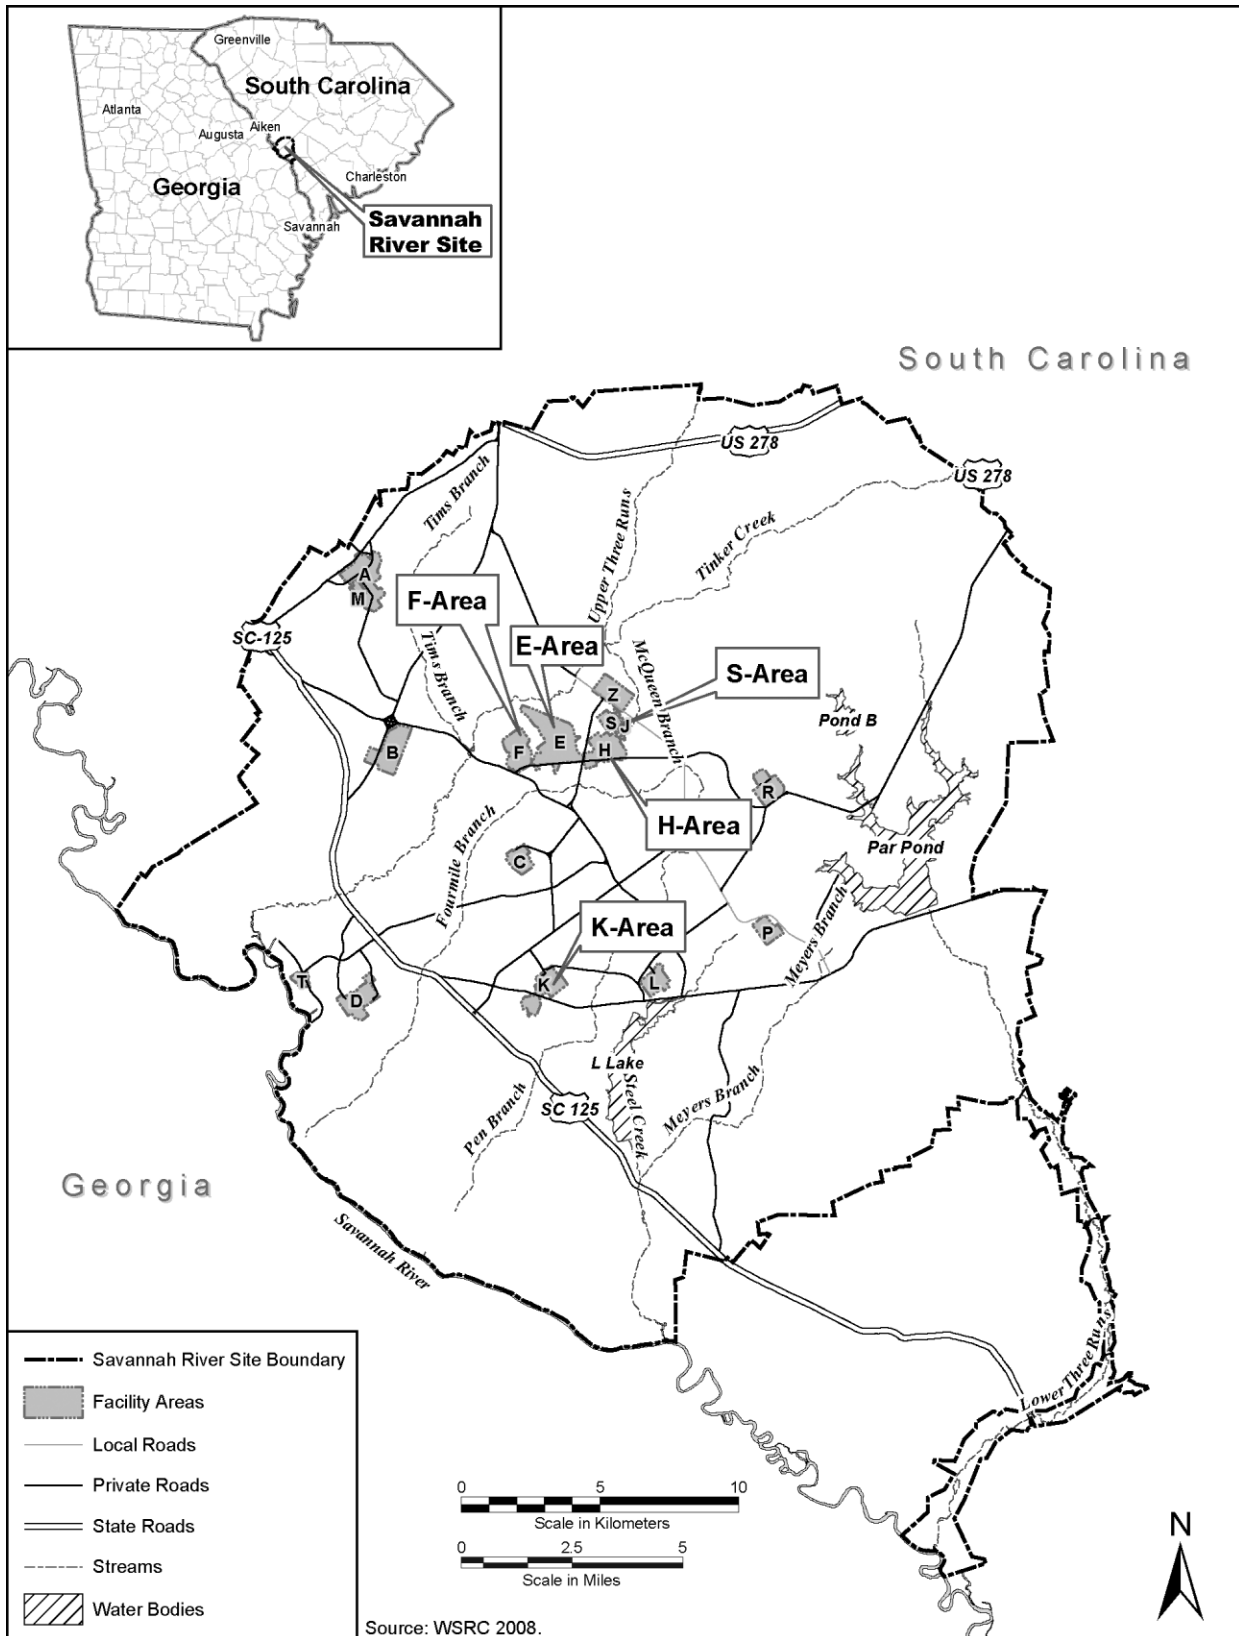 Greenville
South Carolina
Atlanta
Aiken
Augusta
Charleston
Georgia
Savannah
Savannah
River Site
South Carolina
US 278
US 278
Tims Branch
Upper Three Runs
Tinker Creek
A
M
F-Area
SC-125
E-Area
Tims Branch
McQueen Branch
S-Area
Z
Pond B
S
J
B
F
E
H
R
H-Area
Par Pond
C
Fourmile Branch
K-Area
P
Meyers Branch
T
D
K
L
L Lake
Steel Creek
Meyers Branch
Pen Branch
SC 125
Georgia
Savannah River
Lower Three Runs
Savannah River Site Boundary
Facility Areas
Local Roads
Private Roads
State Roads
Streams
Water Bodies
0 5 10
Scale in Kilometers
0 2.5 5
Scale in Miles
N
Source: WSRC 2008.